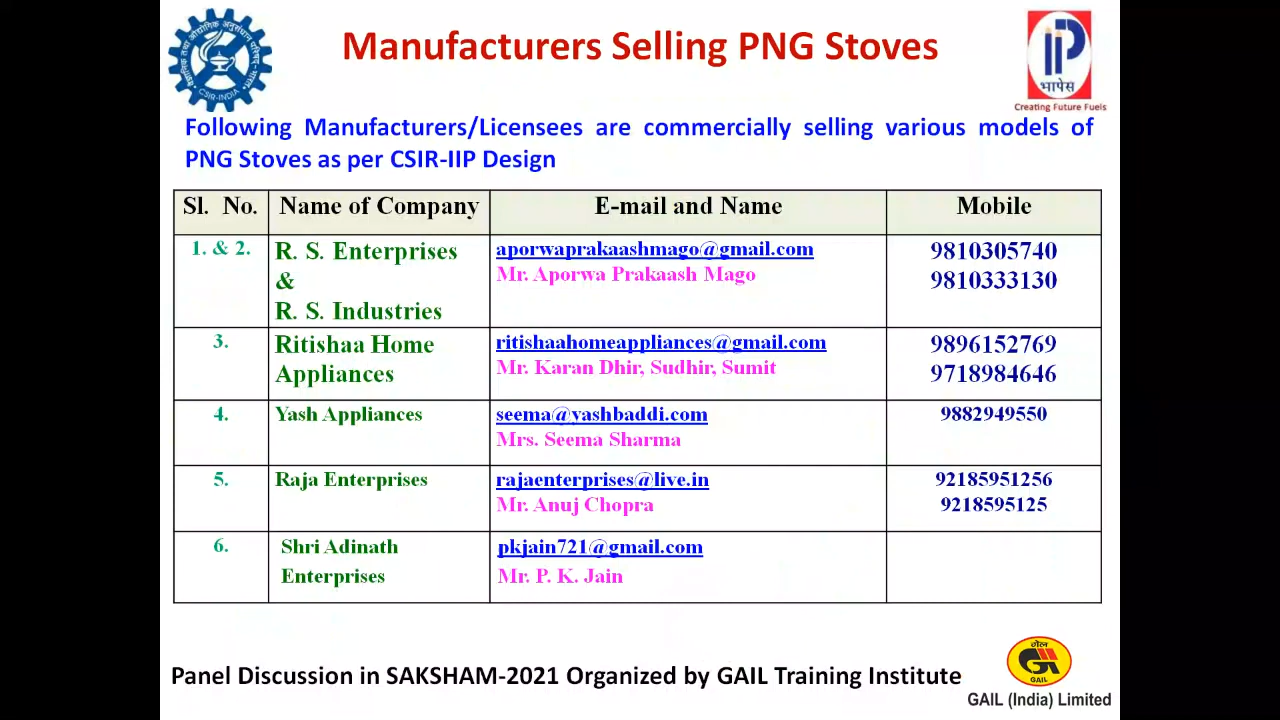 Manufacturers Selling PNG Stoves
CSIR-INDIA
IIP
भापेस
Creating Future Fuels
Following Manufacturers/Licensees are commercially selling various models of
PNG Stoves as per CSIR-IIP Design
Sl. No. Name of Company E-mail and Name Mobile
1. & 2. R. S. Enterprises aporwaprakaashmago@gmail.com 9810305740
& Mr. Aporwa Prakaash Mago 9810333130
R. S. Industries
3. Ritishaa Home ritishaahomeappliances@gmail.com 9896152769
Appliances Mr. Karan Dhir, Sudhir, Sumit 9718984646
4. Yash Appliances seema@yashbaddi.com 9882949550
Mrs. Seema Sharma
5. Raja Enterprises rajaenterprises@live.in 92185951256
Mr. Anuj Chopra 9218595125
6. Shri Adinath pkjain721@gmail.com
Enterprises Mr. P. K. Jain
Panel Discussion in SAKSHAM-2021 Organized by GAIL Training Institute
गेल
GAIL
GAIL (India) Limited